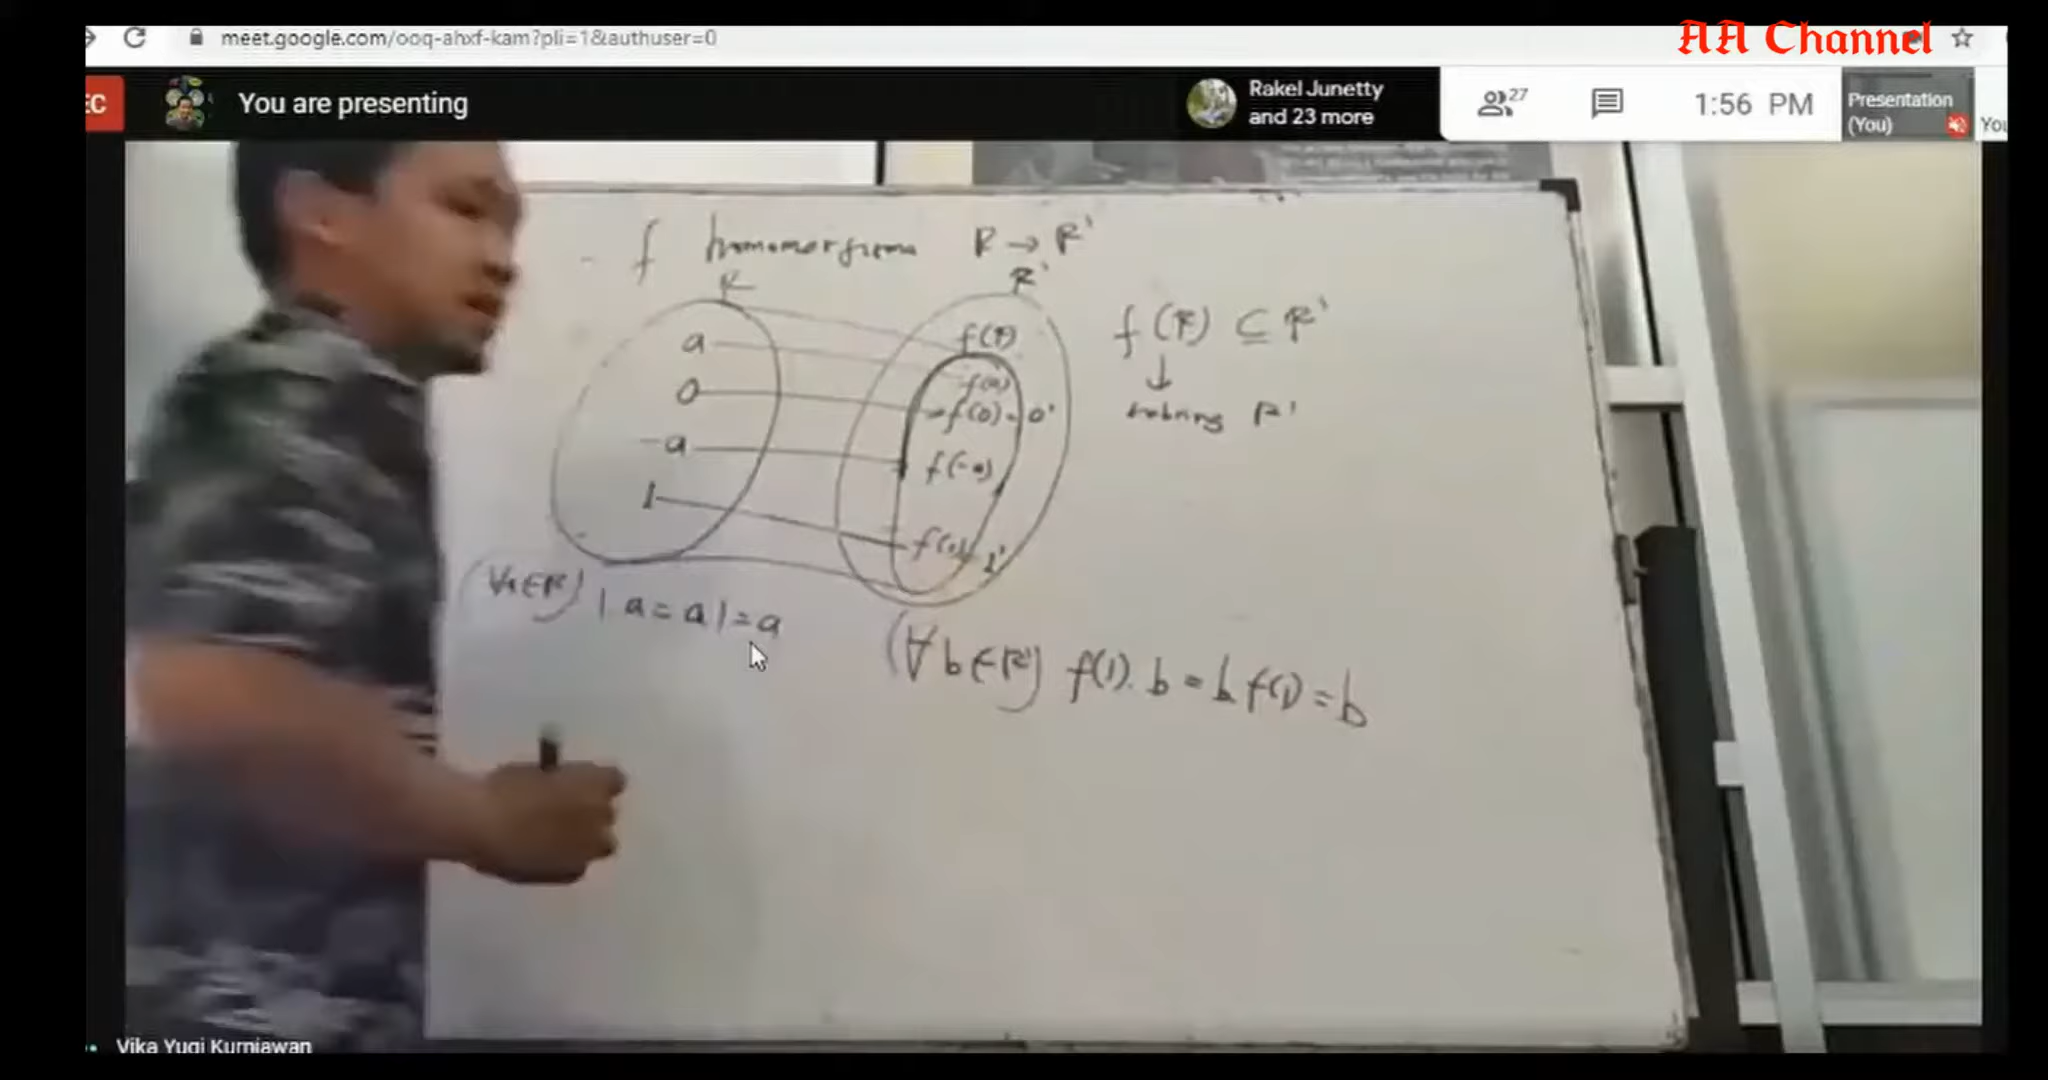 AA Channel
meet.google.com/ooq-ahxf-kam?pli=1&authuser=0
EC
You are presenting
Rakel Junetty
and 23 more
27
1:56 PM
Presentation
(You)
You
- f homomorfisma R → R'
R
R'
a
0
-a
1
f(R)
f(a)
f(0) = 0'
f(-a)
f(1) = 1'
f(R) ⊆ R'
↓
subring R'
(∀a∈R) 1 a = a 1 = a
(∀b∈R') f(1). b = b f(1) = b
Vika Yugi Kurniawan